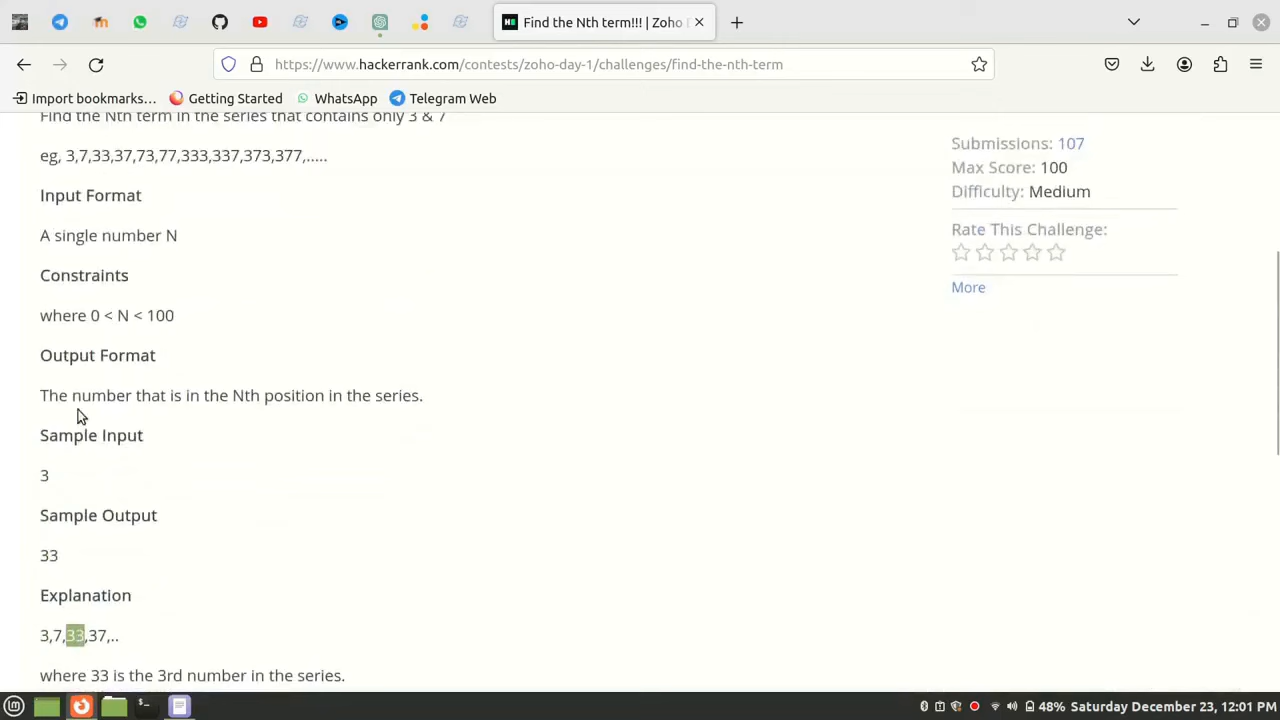 Find the Nth term!!! | Zoho
https://www.hackerrank.com/contests/zoho-day-1/challenges/find-the-nth-term
Import bookmarks… Getting Started WhatsApp Telegram Web
Find the Nth term in the series that contains only 3 & 7
eg, 3,7,33,37,73,77,333,337,373,377,.....
Input Format
A single number N
Constraints
where 0 < N < 100
Output Format
The number that is in the Nth position in the series.
Sample Input
3
Sample Output
33
Explanation
3,7,33,37,..
where 33 is the 3rd number in the series.
Submissions: 107
Max Score: 100
Difficulty: Medium
Rate This Challenge:
More
48% Saturday December 23, 12:01 PM